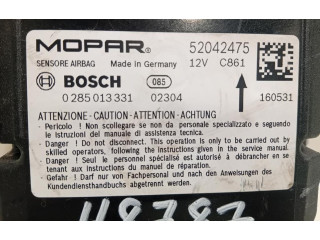 MOPAR® 52042475
SENSORE AIRBAG Made in Germany 12V C861
BOSCH 085
0 285 013 331 02304 160531
ATTENZIONE - CAUTION - ATTENTION - ACHTUNG
- Pericolo ! Non scollegare se non da personale specializzato e seguendo
le istruzioni del manuale di assistenza tecnica.
- Danger ! Do not disconnect. This operation is only to be carried out by
skilled operators, following the instructions given in the service manual.
- Danger ! Seul le personnel spécialisé est autorisé à débrancher en se
tenant aux instructions du manuel d'assistance.
- Gefahr ! Darf nur von Fachpersonal und nach den Anweisungen des
Kundendiensthandbuchs abgetrennt werden.